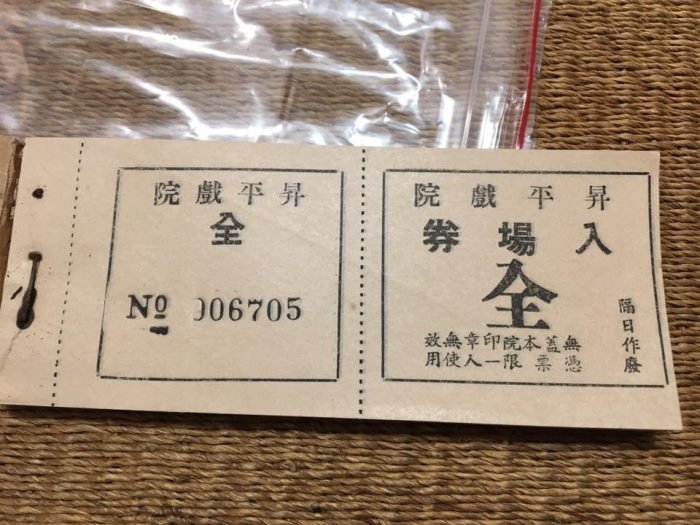 昇平戲院
全
No 006705
昇平戲院
入場券
全
無蓋本院印章無效
憑票限一人使用
隔日作廢